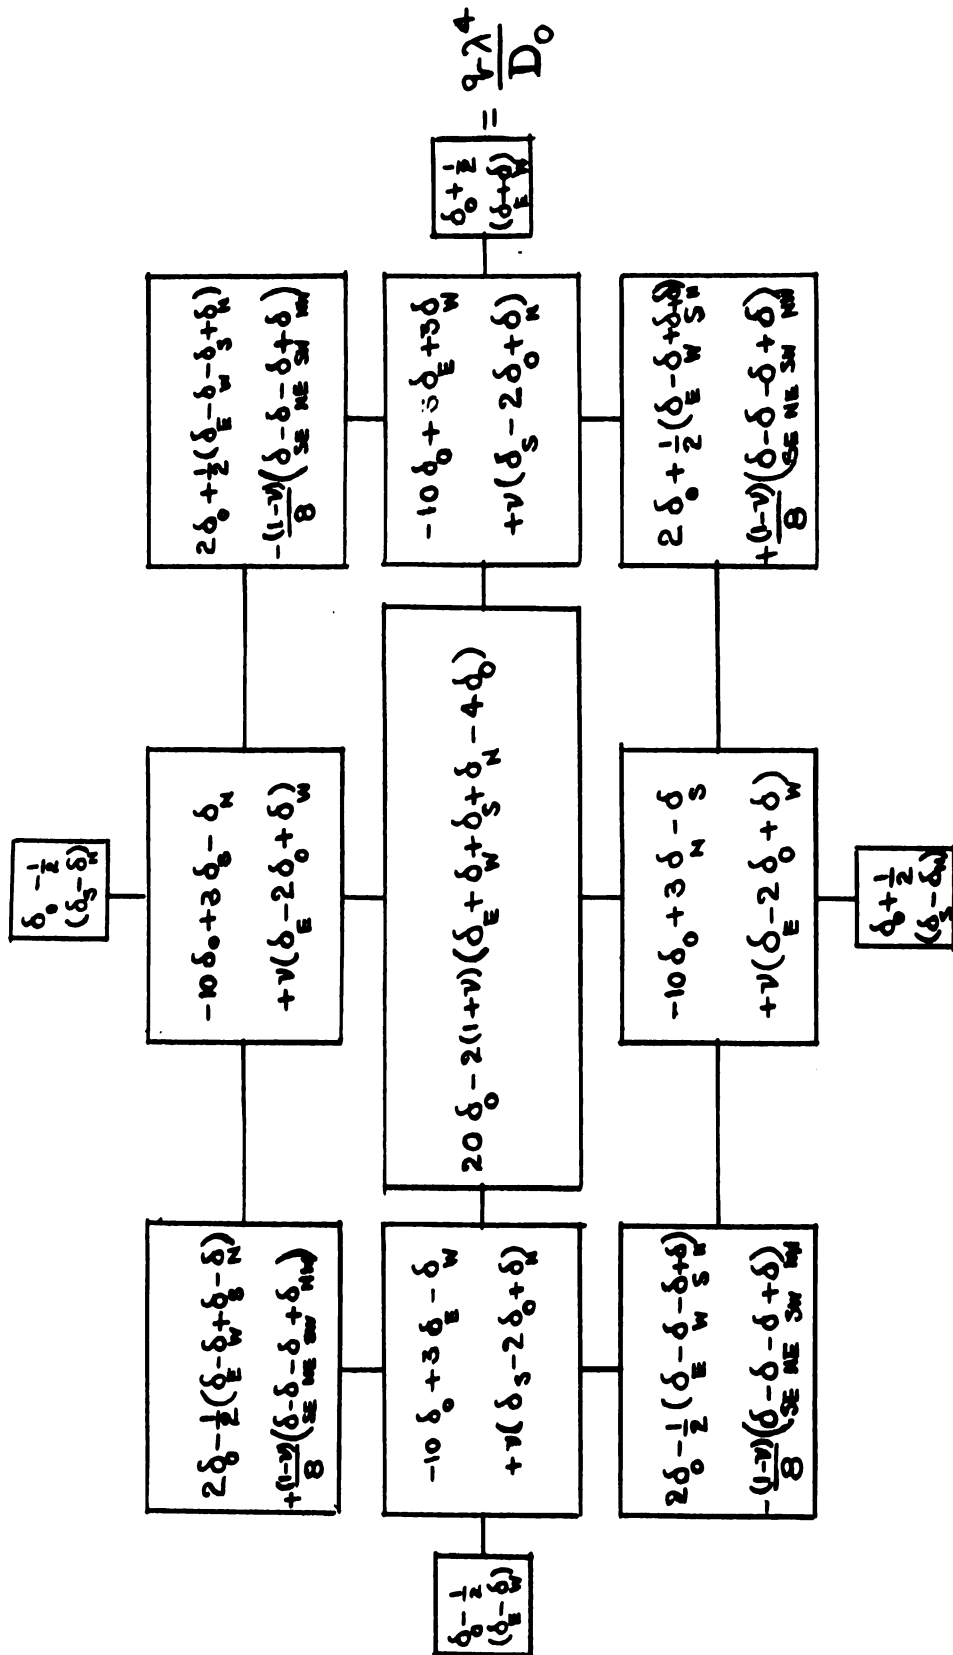 δ₀ - ½
(δ_S - δ_N)
2δ₀ - ½(δ_E - δ_W + δ_S - δ_N)
+(1-ν)/8 (δ_SE - δ_NE - δ_SW + δ_NW)
-10δ₀ + 3δ_S - δ_N
+ν(δ_E - 2δ₀ + δ_W)
2δ₀ + ½(δ_E - δ_W - δ_S + δ_N)
-(1-ν)/8 (δ_SE - δ_NE - δ_SW + δ_NW)
δ₀ - ½
(δ_E - δ_W)
-10δ₀ + 3δ_E - δ_W
+ν(δ_S - 2δ₀ + δ_N)
20δ₀ - 2(1+ν)(δ_E + δ_W + δ_S + δ_N - 4δ₀)
-10δ₀ + 3δ_E + 3δ_W
+ν(δ_S - 2δ₀ + δ_N)
δ₀ + ½
(δ_E + δ_W)
= qλ⁴/D₀
2δ₀ - ½(δ_E - δ_W - δ_S + δ_N)
-(1-ν)/8 (δ_SE - δ_NE - δ_SW + δ_NW)
-10δ₀ + 3δ_N - δ_S
+ν(δ_E - 2δ₀ + δ_W)
2δ₀ + ½(δ_E - δ_W + δ_S + δ_N)
+(1-ν)/8 (δ_SE - δ_NE - δ_SW + δ_NW)
δ₀ + ½
(δ_S - δ_N)